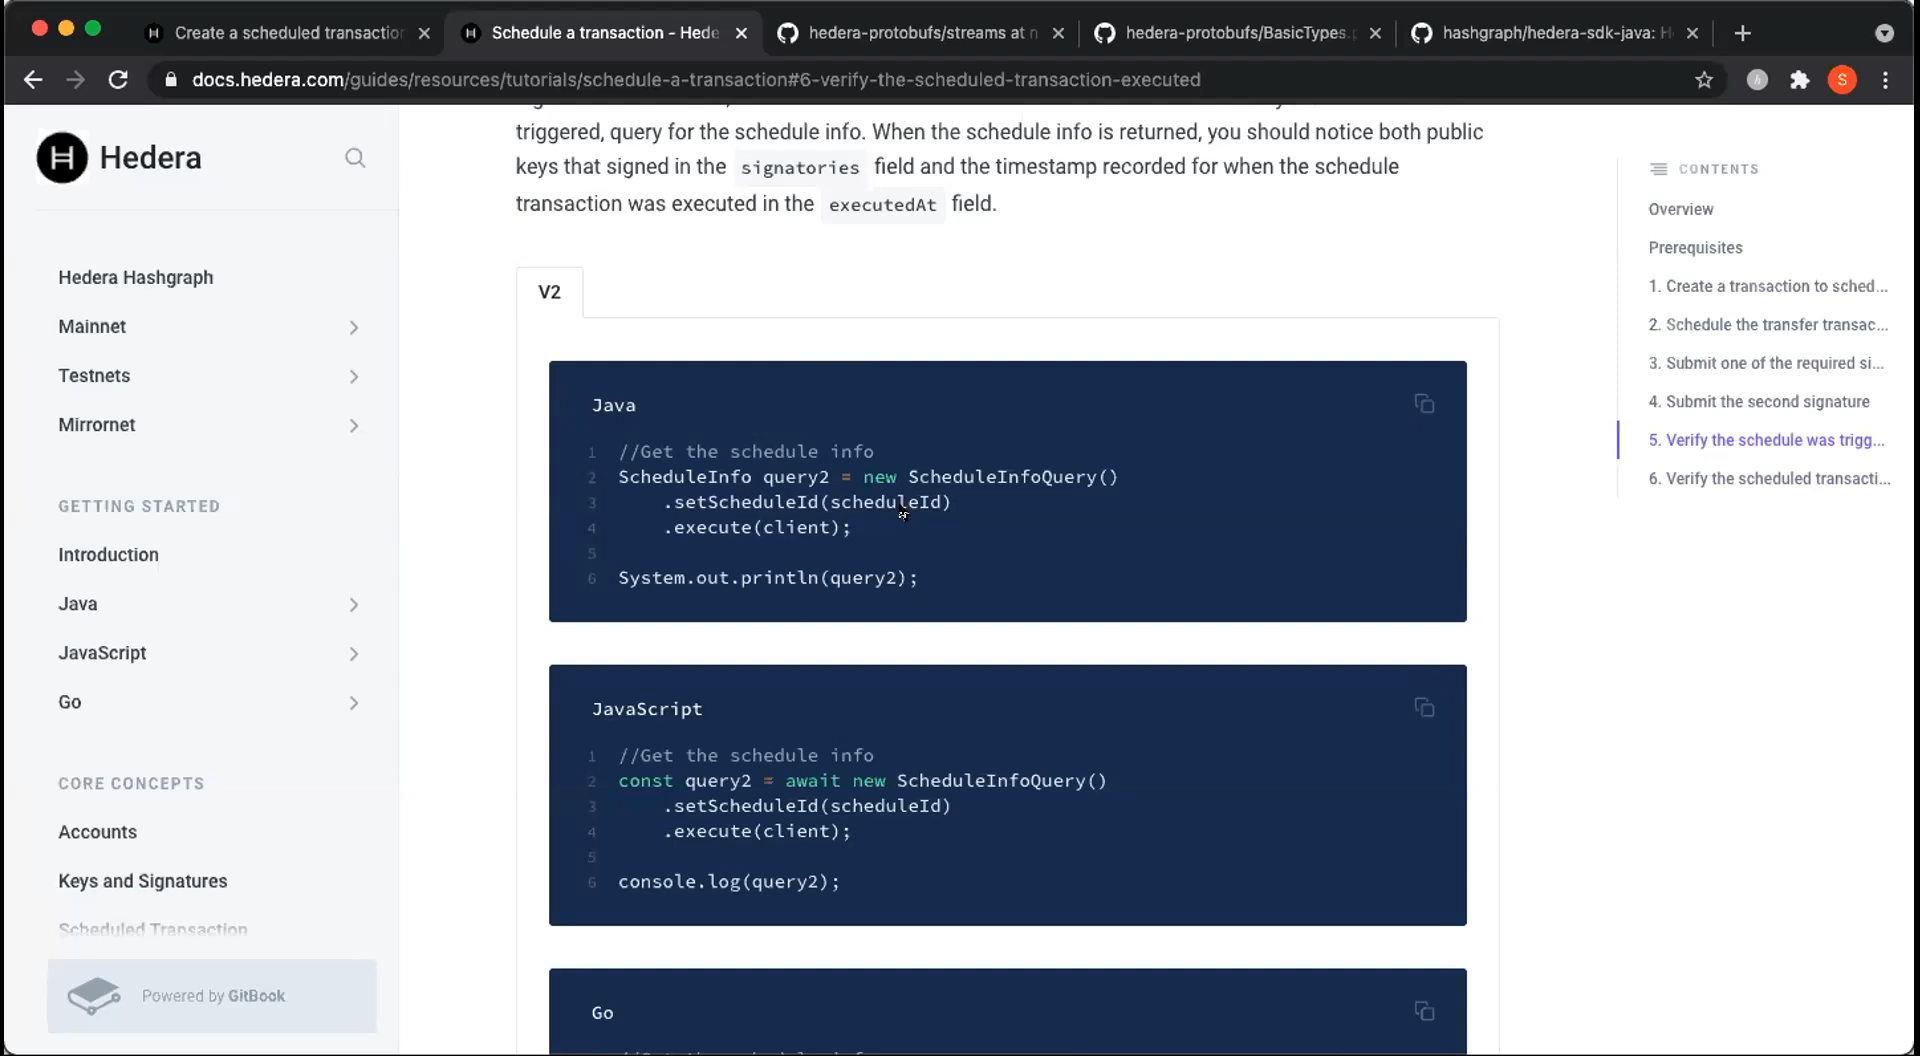 Create a scheduled transaction
Schedule a transaction - Hede
hedera-protobufs/streams at n
hedera-protobufs/BasicTypes.p
hashgraph/hedera-sdk-java: H
docs.hedera.com/guides/resources/tutorials/schedule-a-transaction#6-verify-the-scheduled-transaction-executed
S
Hedera
Hedera Hashgraph
Mainnet
Testnets
Mirrornet
GETTING STARTED
Introduction
Java
JavaScript
Go
CORE CONCEPTS
Accounts
Keys and Signatures
Scheduled Transaction
Powered by GitBook
triggered, query for the schedule info. When the schedule info is returned, you should notice both public
keys that signed in the signatories field and the timestamp recorded for when the schedule
transaction was executed in the executedAt field.
V2
Java
1 //Get the schedule info
2 ScheduleInfo query2 = new ScheduleInfoQuery()
3 .setScheduleId(scheduleId)
4 .execute(client);
5
6 System.out.println(query2);
JavaScript
1 //Get the schedule info
2 const query2 = await new ScheduleInfoQuery()
3 .setScheduleId(scheduleId)
4 .execute(client);
5
6 console.log(query2);
Go
CONTENTS
Overview
Prerequisites
1. Create a transaction to sched...
2. Schedule the transfer transac...
3. Submit one of the required si...
4. Submit the second signature
5. Verify the schedule was trigg...
6. Verify the scheduled transacti...